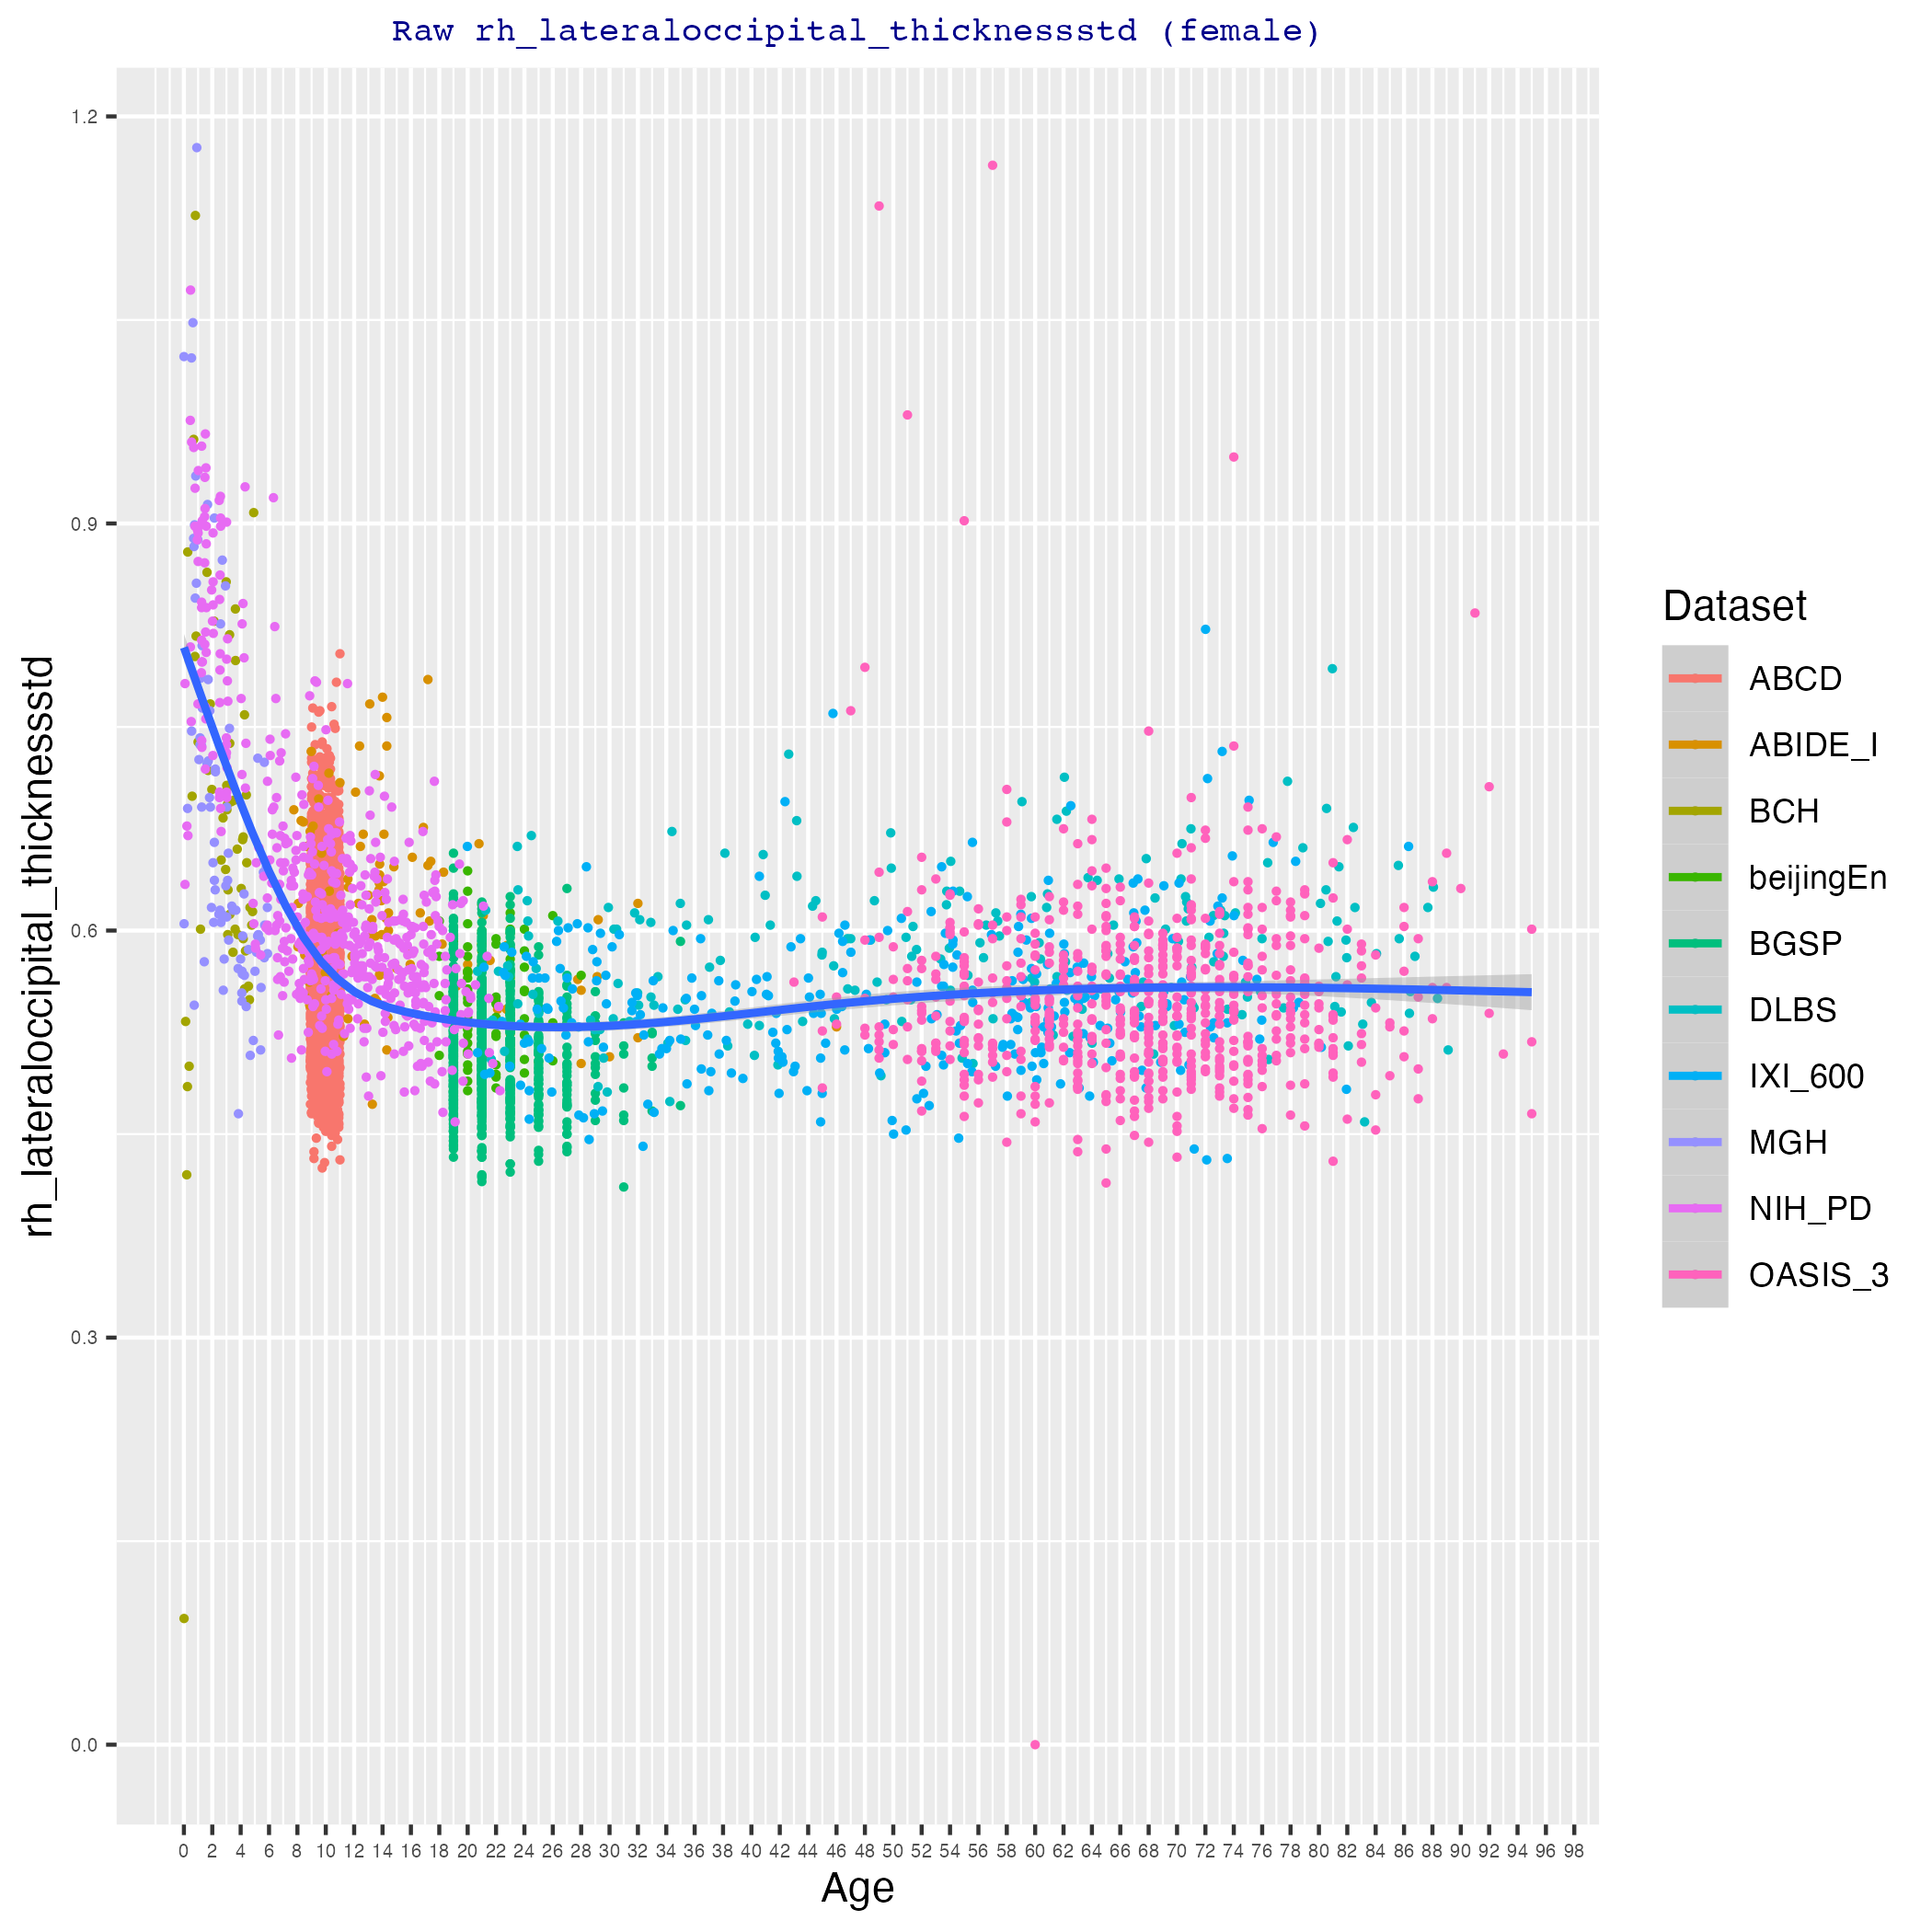 Raw rh_lateraloccipital_thicknessstd (female)
rh_lateraloccipital_thicknessstd
1.2
0.9
0.6
0.3
0.0
0 2 4 6 8 10 12 14 16 18 20 22 24 26 28 30 32 34 36 38 40 42 44 46 48 50 52 54 56 58 60 62 64 66 68 70 72 74 76 78 80 82 84 86 88 90 92 94 96 98
Age
Dataset
ABCD
ABIDE_I
BCH
beijingEn
BGSP
DLBS
IXI_600
MGH
NIH_PD
OASIS_3